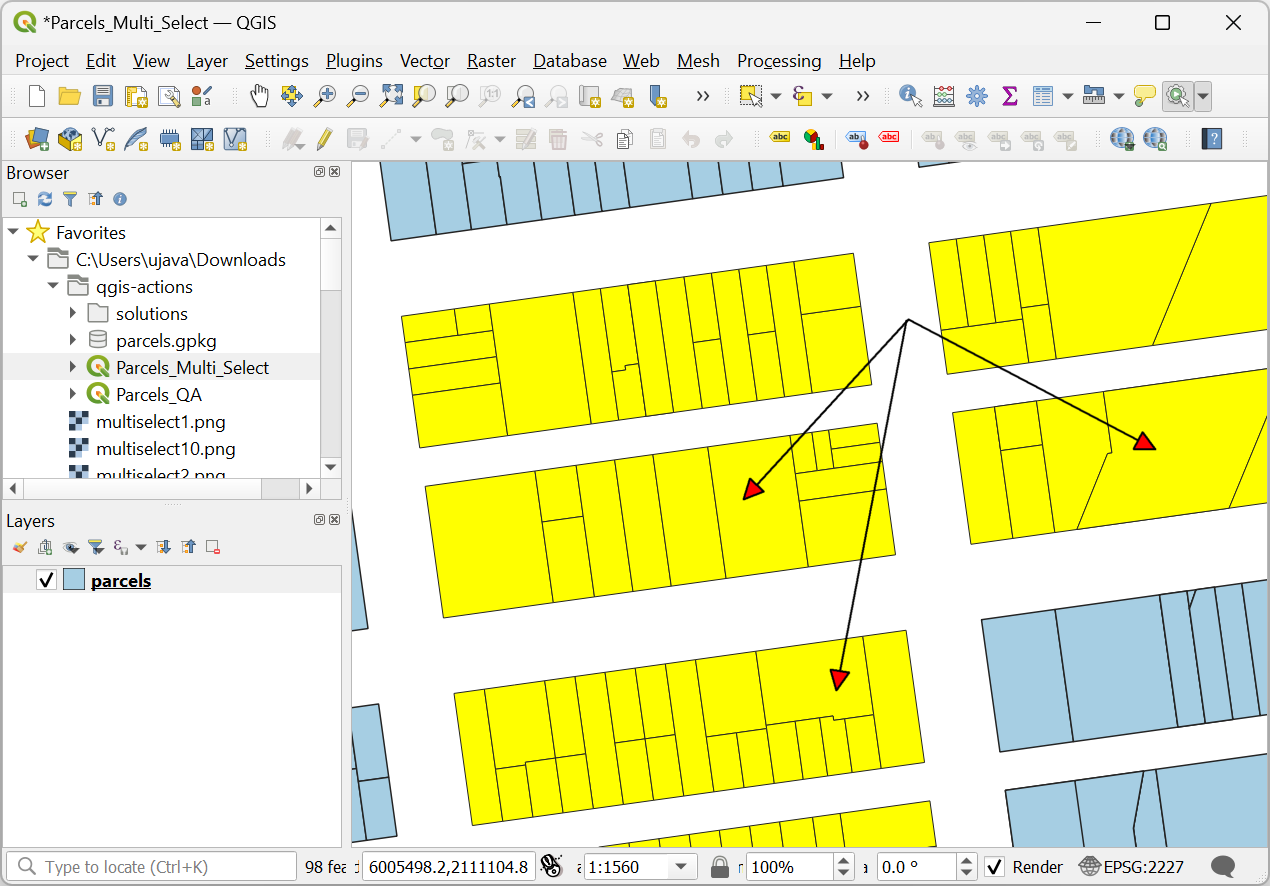 *Parcels_Multi_Select — QGIS
Project Edit View Layer Settings Plugins Vector Raster Database Web Mesh Processing Help
Browser
Favorites
C:\Users\ujava\Downloads
qgis-actions
solutions
parcels.gpkg
Parcels_Multi_Select
Parcels_QA
multiselect1.png
multiselect10.png
multiselect2.png
Layers
parcels
Type to locate (Ctrl+K) 98 fea 6005498.2,2111104.8 1:1560 100% 0.0 ° Render EPSG:2227